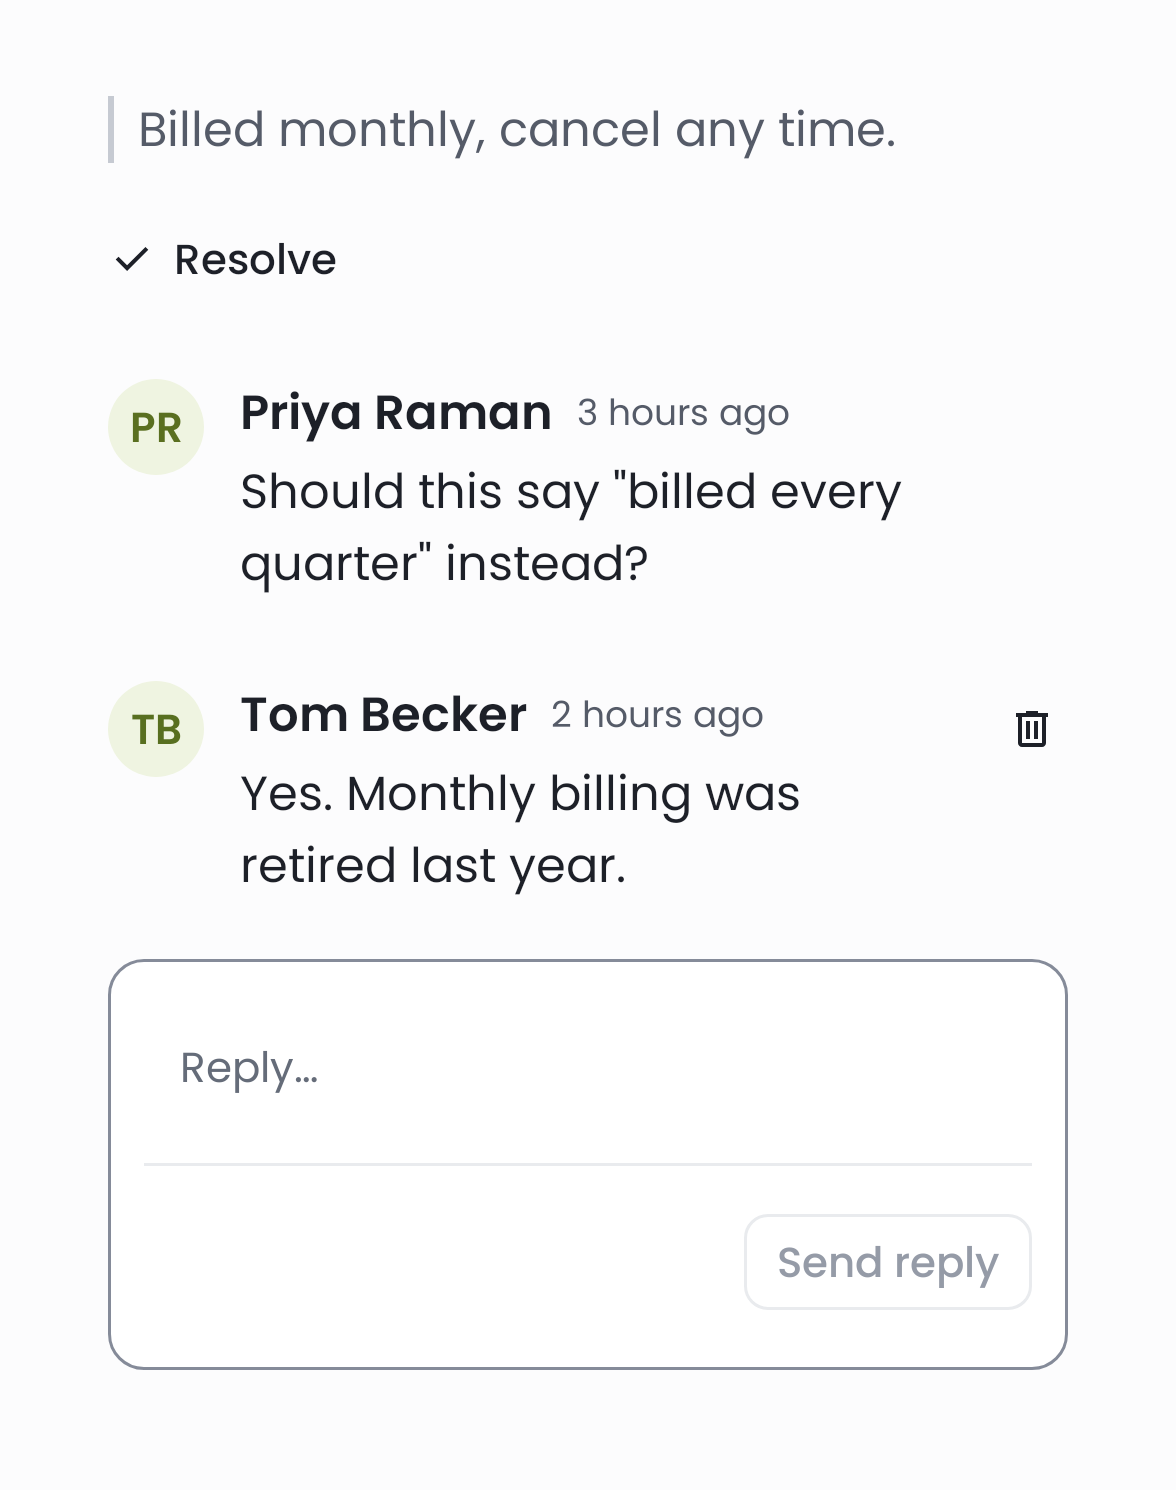 Billed monthly, cancel any time.
Resolve
PR
Priya Raman 3 hours ago
Should this say "billed every
quarter" instead?
TB
Tom Becker 2 hours ago
Yes. Monthly billing was
retired last year.
Reply...
Send reply